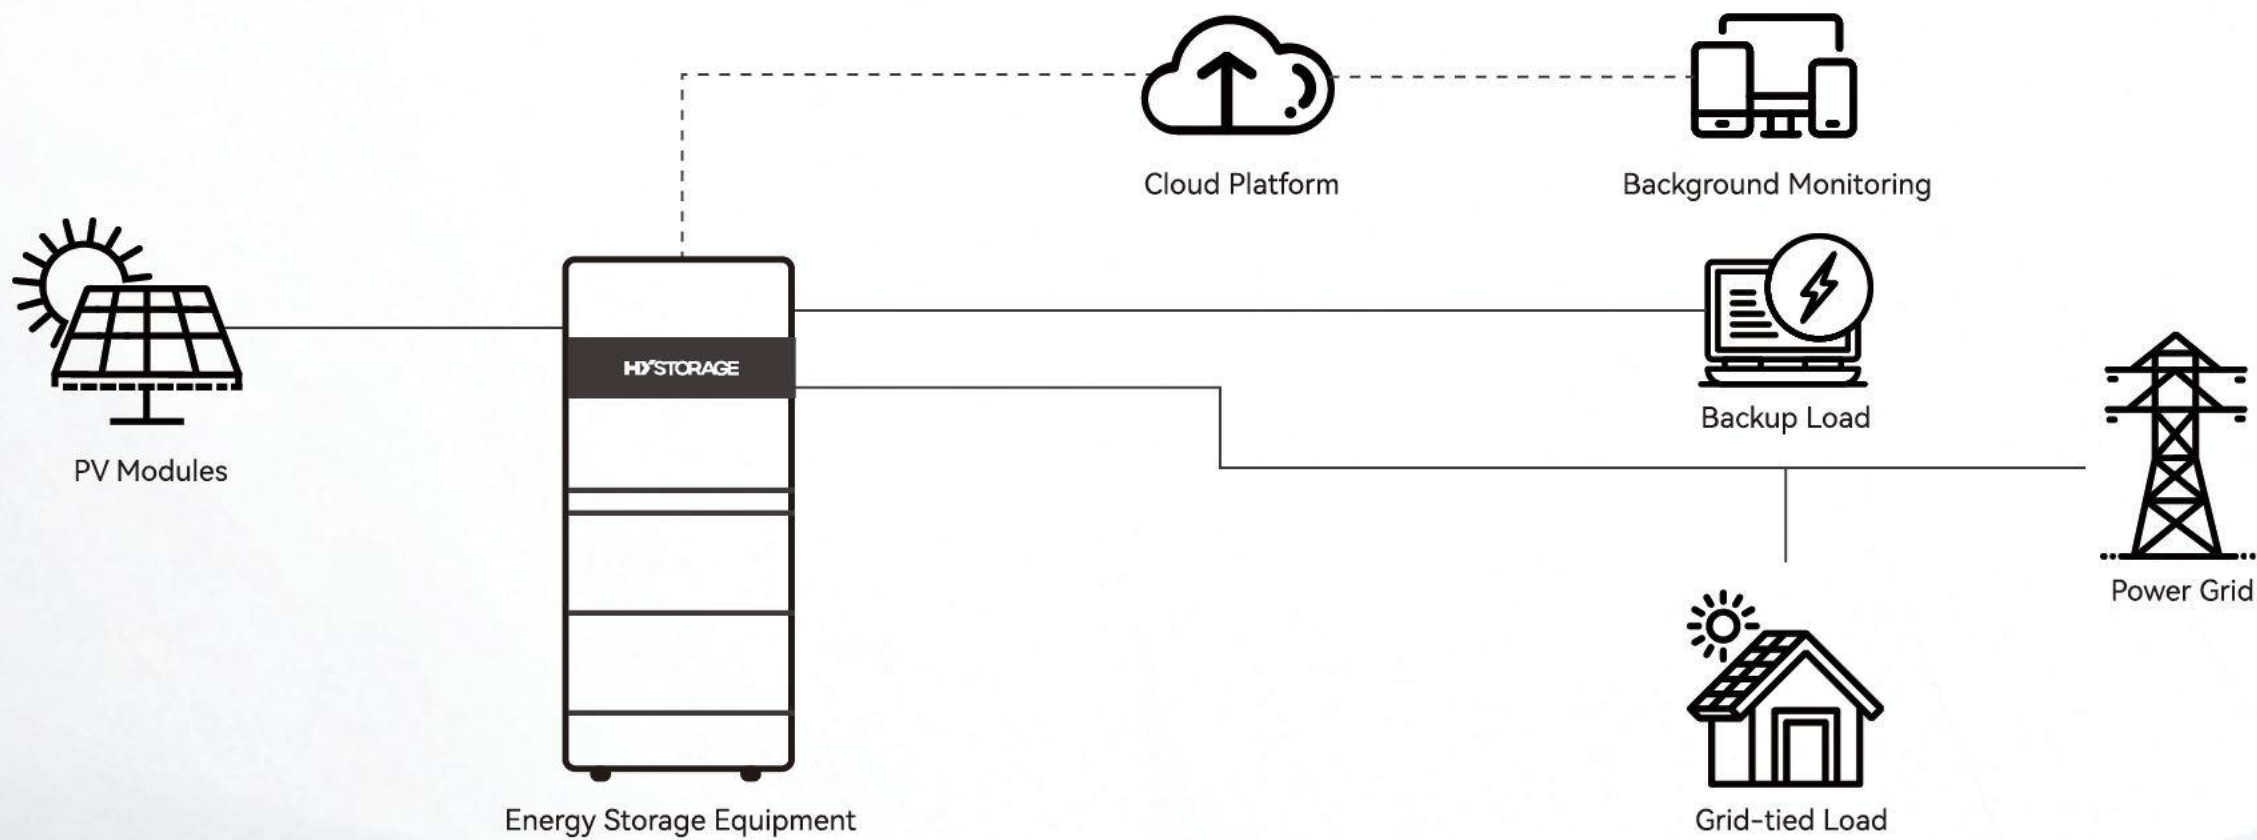 Cloud Platform
Background Monitoring
HYSTORAGE
Backup Load
PV Modules
Power Grid
Energy Storage Equipment
Grid-tied Load